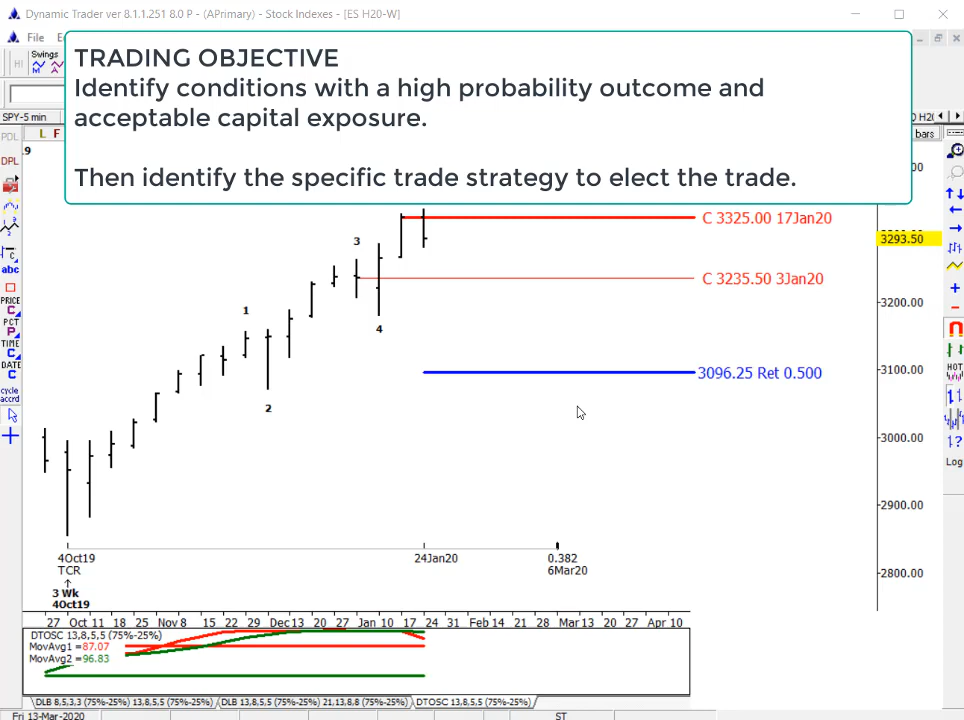 Dynamic Trader ver 8.1.1.251 8.0 P - (APrimary) - Stock Indexes - [ES H20-W]
File
Swings
HI
M A
TRADING OBJECTIVE
Identify conditions with a high probability outcome and
acceptable capital exposure.
Then identify the specific trade strategy to elect the trade.
SPY-5 min
bars
PDL
L F
DPL
C 3325.00 17Jan20
3293.50
3
C 3235.50 3Jan20
abc
PRICE
C
PCT
P
TIME
C
DATE
C
cycle
accrd
1
3200.00
4
3096.25 Ret 0.500
3100.00
HOT
2
3000.00
1?
Log
2900.00
2800.00
4Oct19
TCR
24Jan20
0.382
6Mar20
3 Wk
4Oct19
27 Oct 11 18 25 Nov 8 15 22 29 Dec13 20 27 Jan 10 17 24 31 Feb 14 21 28 Mar13 20 27 Apr 10
DTOSC 13,8,5,5 (75%-25%)
MovAvg1 =87.07
MovAvg2 =96.83
DLB 8,5,3,3 (75%-25%) 13,8,5,5 (75%-25%) DLB 13,8,5,5 (75%-25%) 21,13,8,8 (75%-25%) DTOSC 13,8,5,5 (75%-25%)
Fri 13-Mar-2020
ST